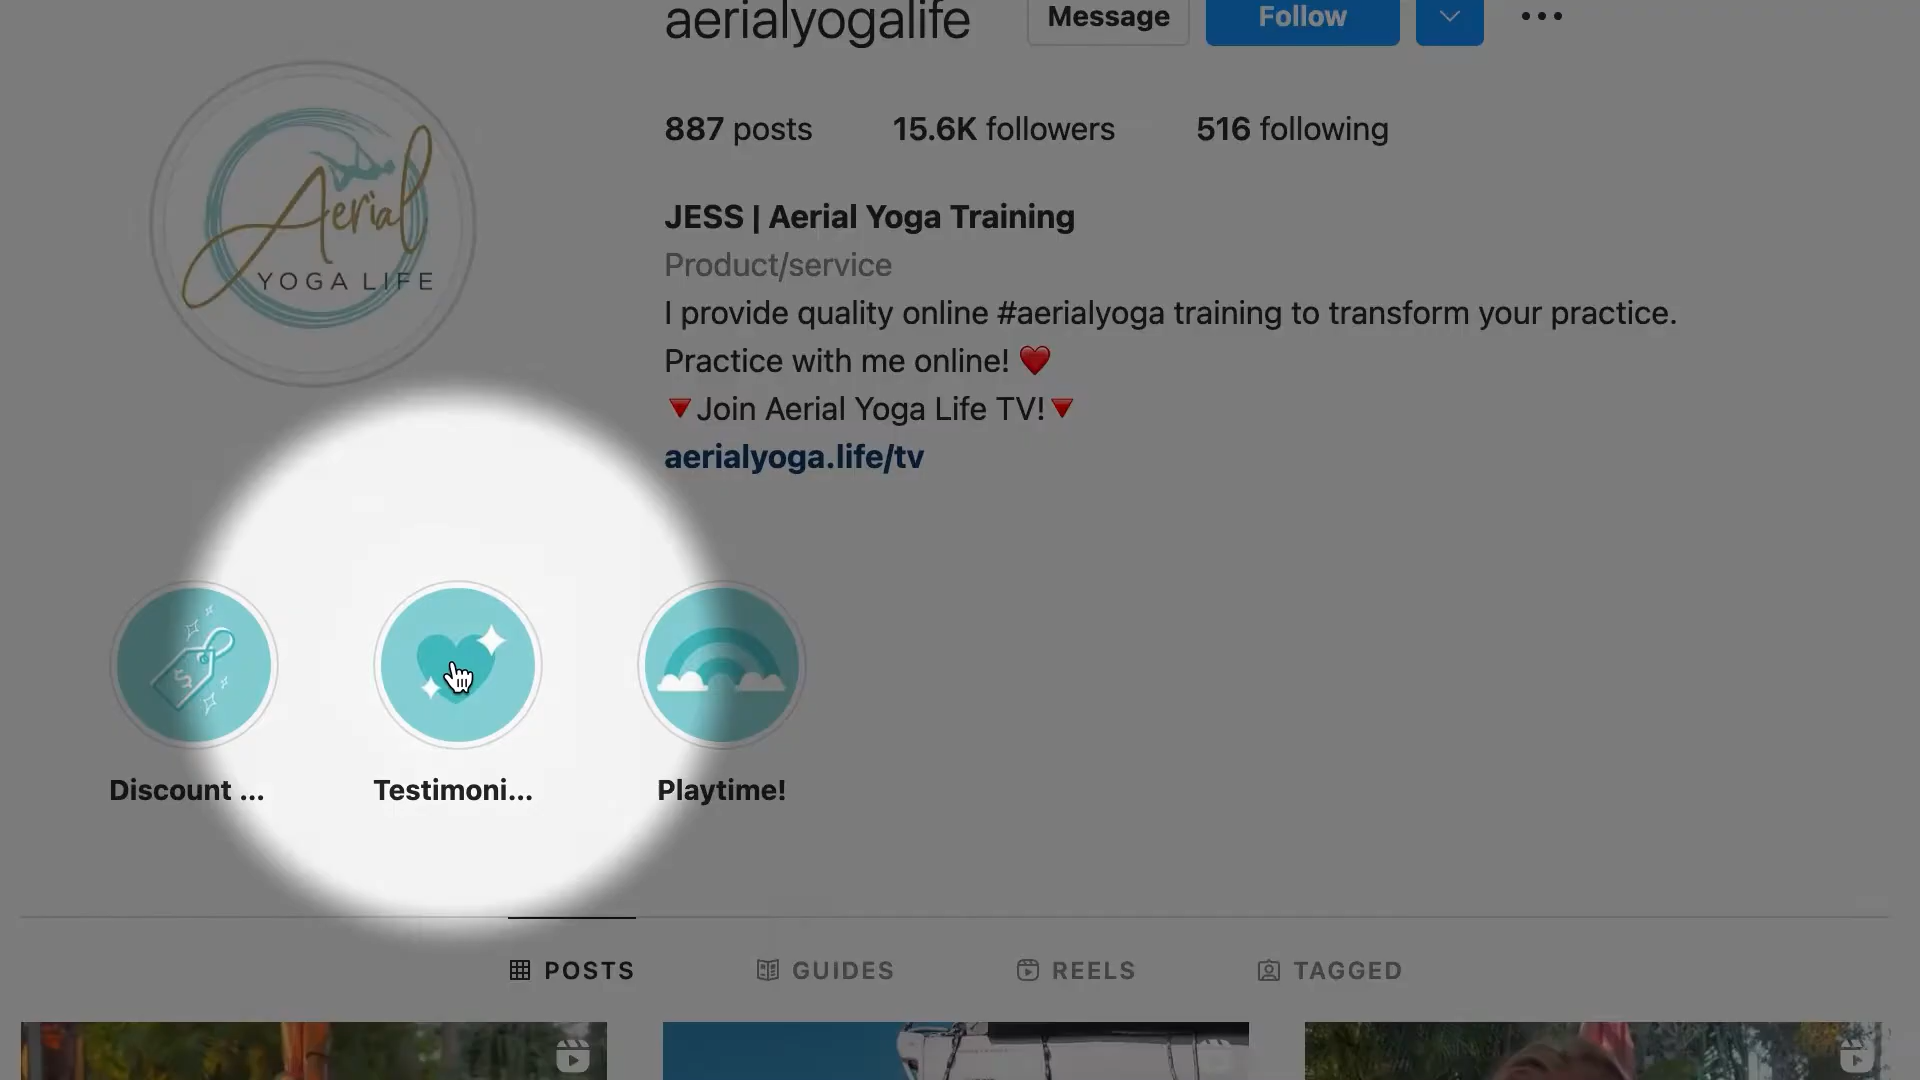 aerialyogalife
Message
Follow
887 posts
15.6K followers
516 following
Aerial
YOGA LIFE
JESS | Aerial Yoga Training
Product/service
I provide quality online #aerialyoga training to transform your practice.
Practice with me online! ❤️
🔻Join Aerial Yoga Life TV!🔻
aerialyoga.life/tv
$
Discount ...
Testimoni...
Playtime!
POSTS
GUIDES
REELS
TAGGED